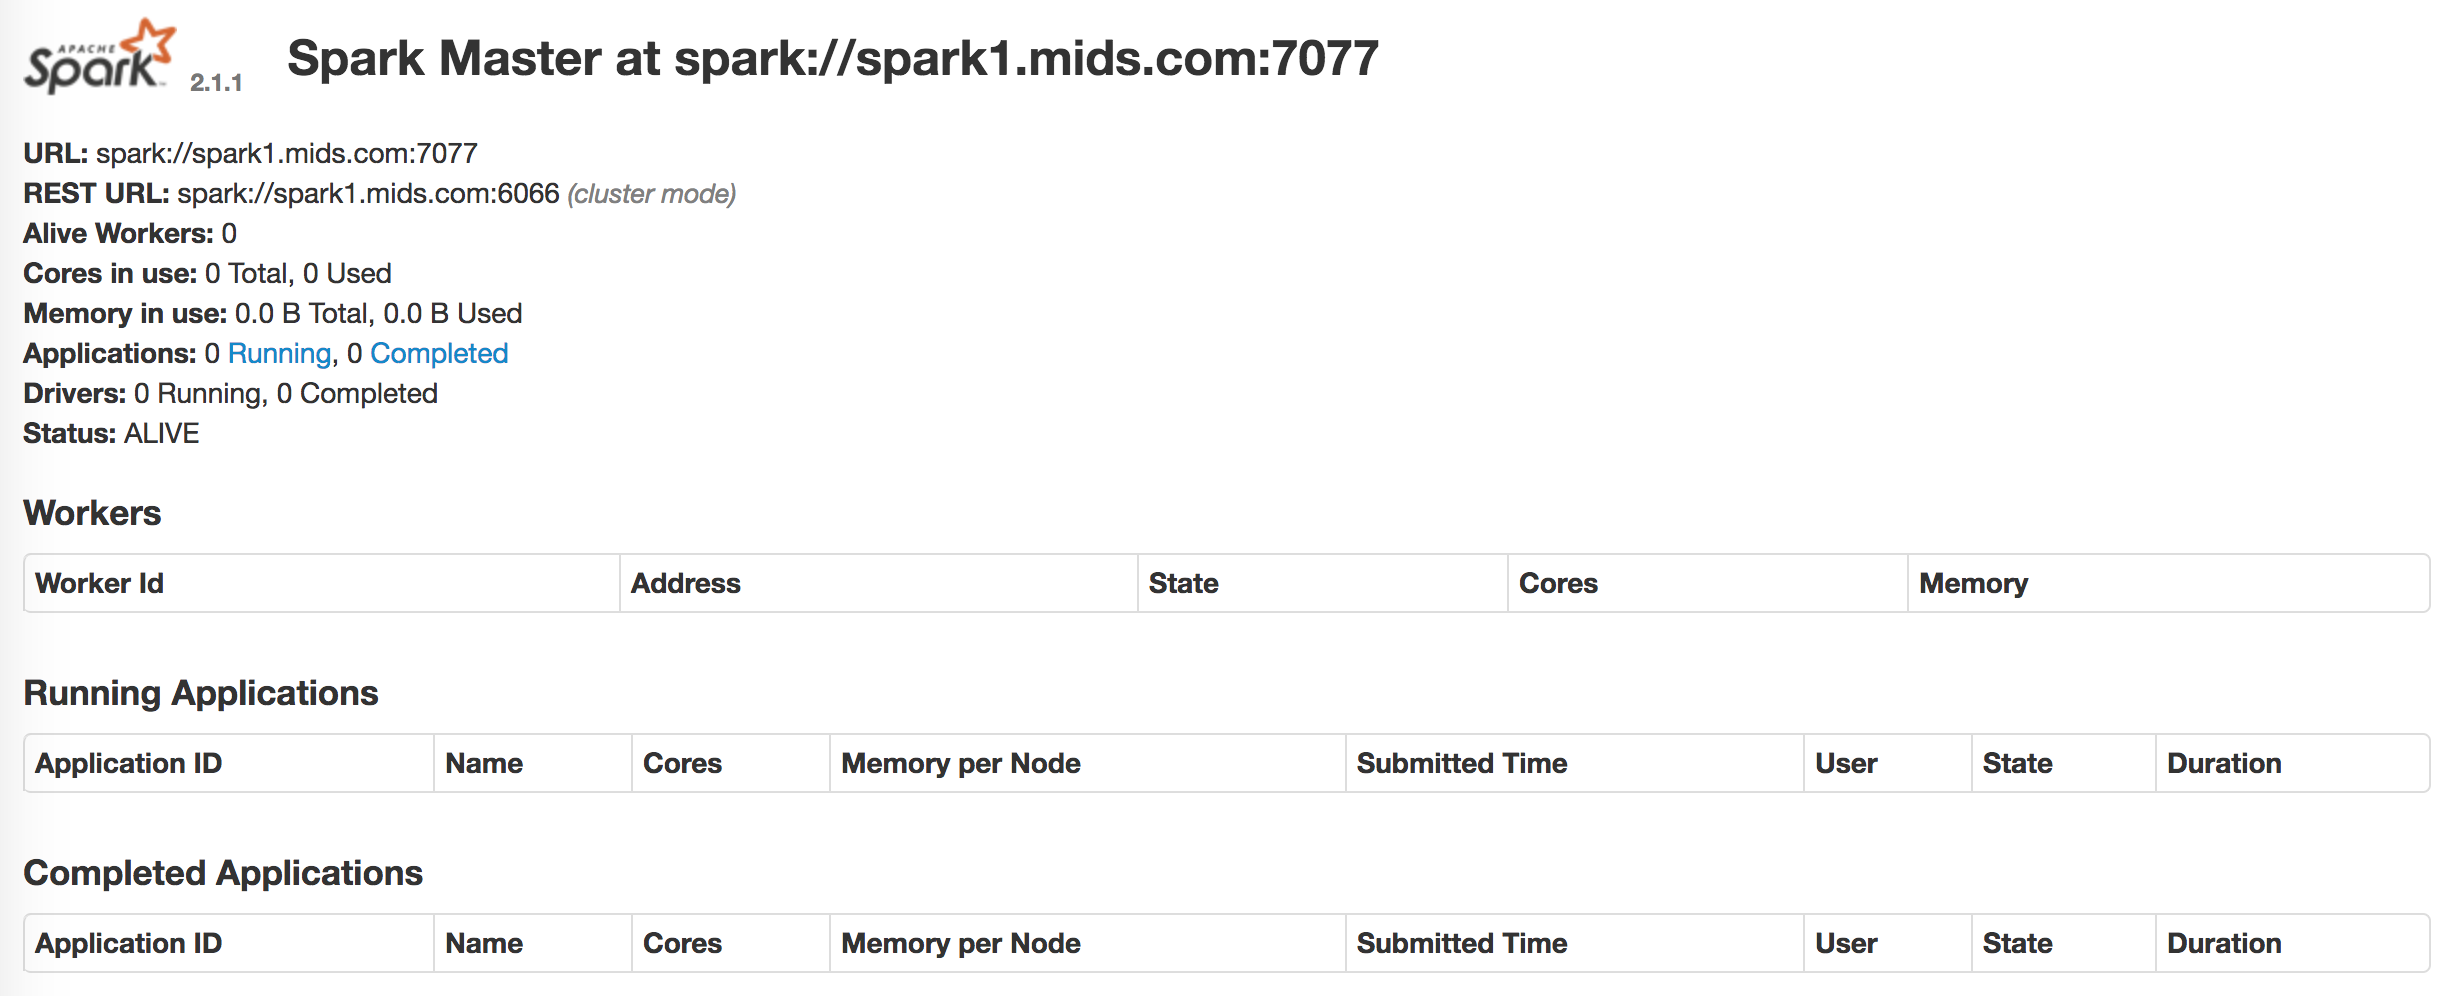 APACHE
Spark 2.1.1 Spark Master at spark://spark1.mids.com:7077
URL: spark://spark1.mids.com:7077
REST URL: spark://spark1.mids.com:6066 (cluster mode)
Alive Workers: 0
Cores in use: 0 Total, 0 Used
Memory in use: 0.0 B Total, 0.0 B Used
Applications: 0 Running, 0 Completed
Drivers: 0 Running, 0 Completed
Status: ALIVE
Workers
Worker Id Address State Cores Memory
Running Applications
Application ID Name Cores Memory per Node Submitted Time User State Duration
Completed Applications
Application ID Name Cores Memory per Node Submitted Time User State Duration